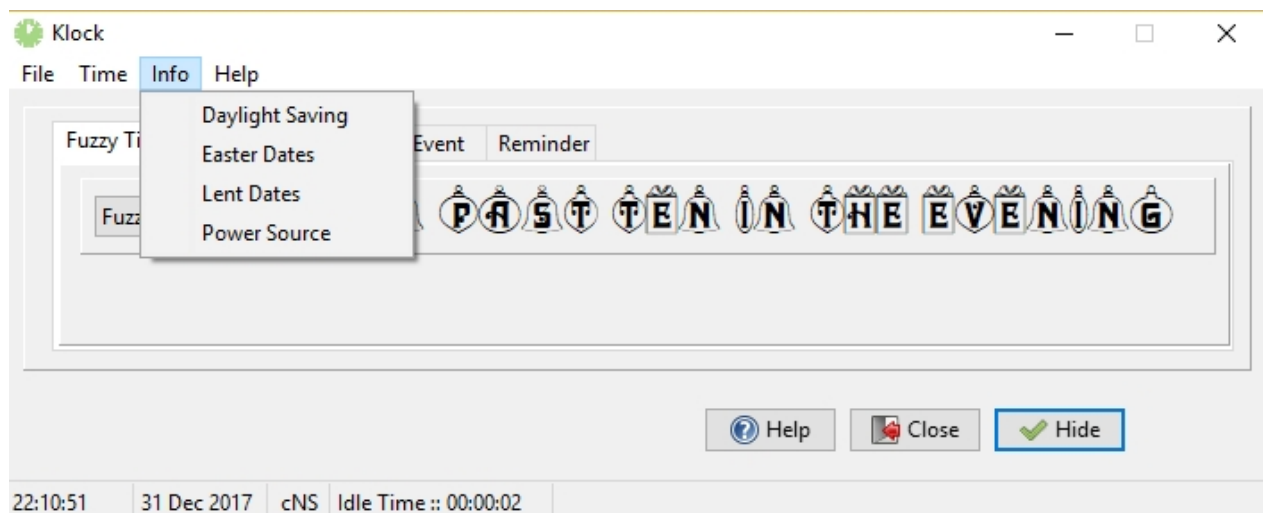 Klock
File Time Info Help
Daylight Saving
Fuzzy Ti Event Reminder
Easter Dates
Lent Dates
Fuzz PAST TEN IN THE EVENING
Power Source
Help Close Hide
22:10:51 31 Dec 2017 cNS Idle Time :: 00:00:02